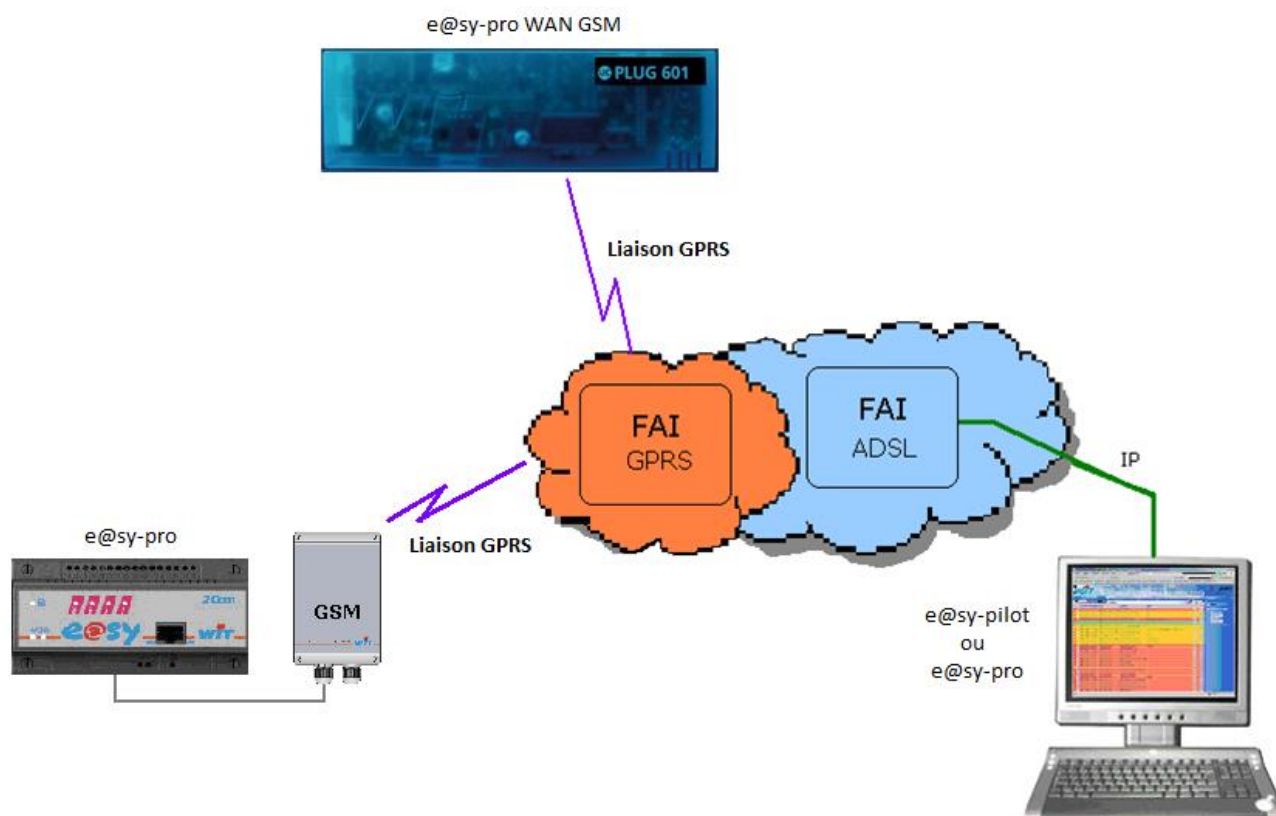 e@sy-pro WAN GSM
PLUG 601
Liaison GPRS
FAI
GPRS
FAI
ADSL
IP
Liaison GPRS
e@sy-pro
e@sy
wit
GSM
wit
e@sy-pilot
ou
e@sy-pro